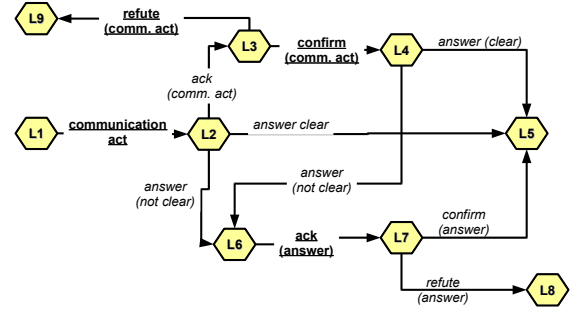 L9
refute
(comm. act)
L3
confirm
(comm. act)
L4
answer (clear)
ack
(comm. act)
L1
communication
act
L2
answer clear
L5
answer
(not clear)
answer
(not clear)
L6
ack
(answer)
L7
confirm
(answer)
refute
(answer)
L8